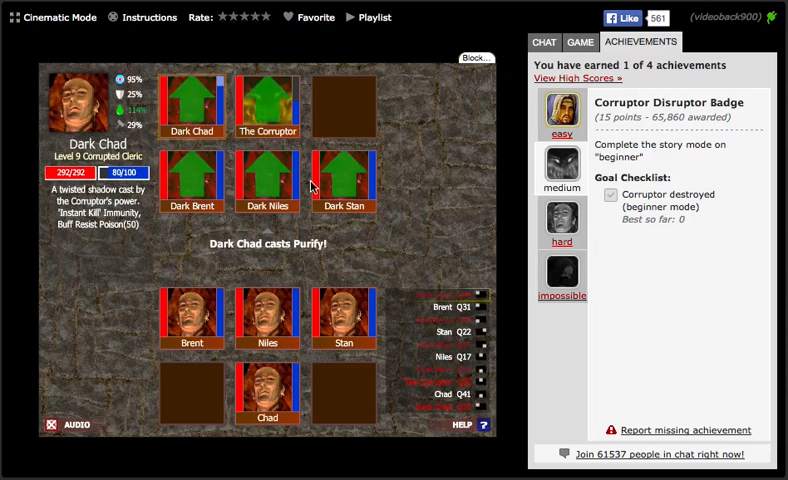 Cinematic Mode
Instructions
Rate:
Favorite
Playlist
Like
561
(videoback900)
Block...
95%
25%
114%
29%
Dark Chad
Level 9 Corrupted Cleric
292/292
80/100
A twisted shadow cast by
the Corruptor's power.
'Instant Kill' Immunity,
Buff Resist Poison(50)
Dark Chad
The Corruptor
Dark Brent
Dark Niles
Dark Stan
Dark Chad casts Purify!
Brent
Niles
Stan
Chad
Brent Q31
Stan Q22
Niles Q17
Chad Q41
AUDIO
HELP ?
CHAT
GAME
ACHIEVEMENTS
You have earned 1 of 4 achievements
View High Scores »
easy
medium
hard
impossible
Corruptor Disruptor Badge
(15 points - 65,860 awarded)
Complete the story mode on
"beginner"
Goal Checklist:
Corruptor destroyed
(beginner mode)
Best so far: 0
Report missing achievement
Join 61537 people in chat right now!